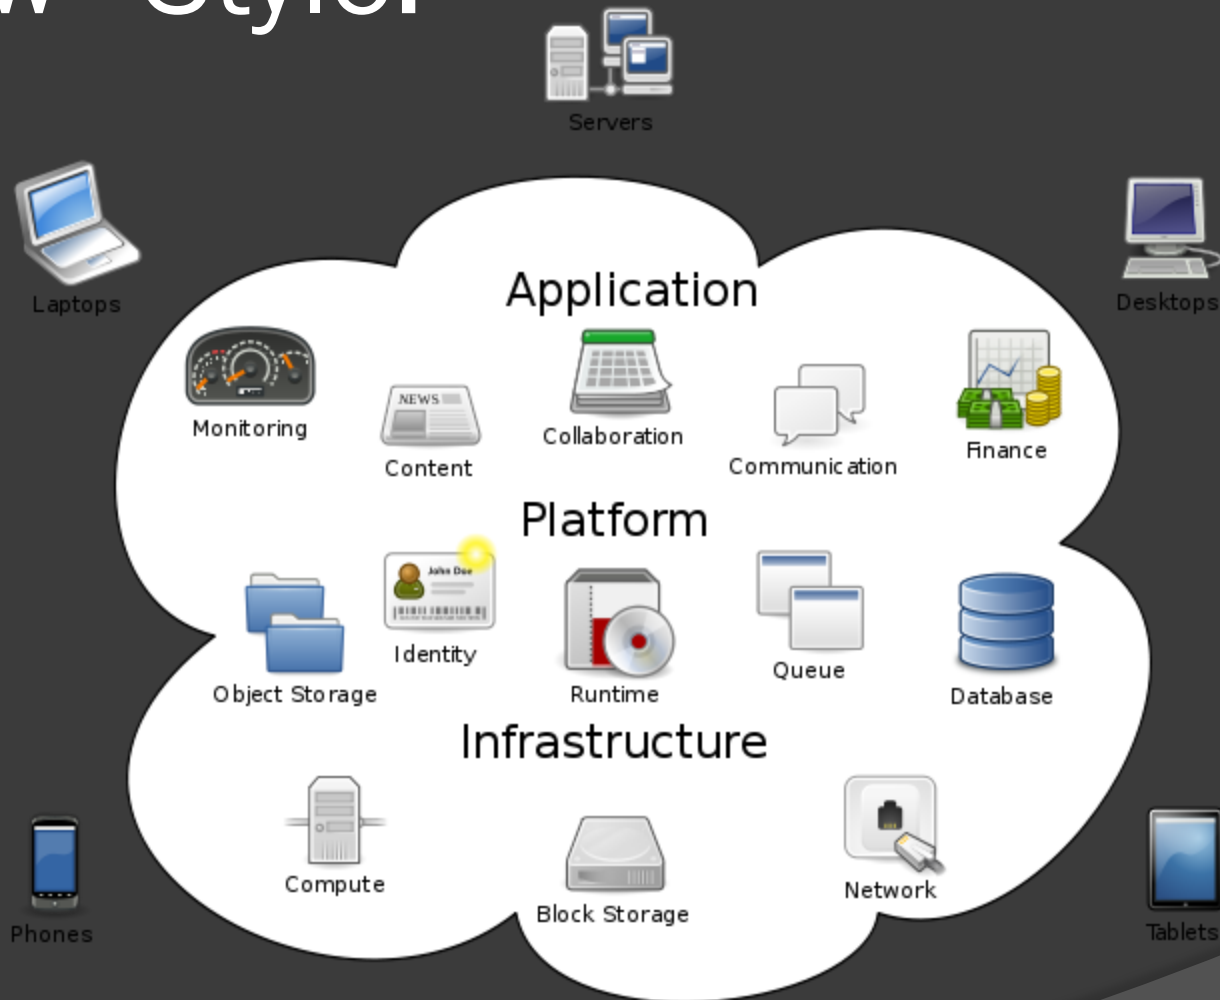 Style.
Servers
Laptops
Desktops
Application
Monitoring
NEWS
Content
Collaboration
Communication
Finance
Platform
John Doe
Object Storage
Identity
Runtime
Queue
Database
Infrastructure
Compute
Block Storage
Network
Phones
Tablets